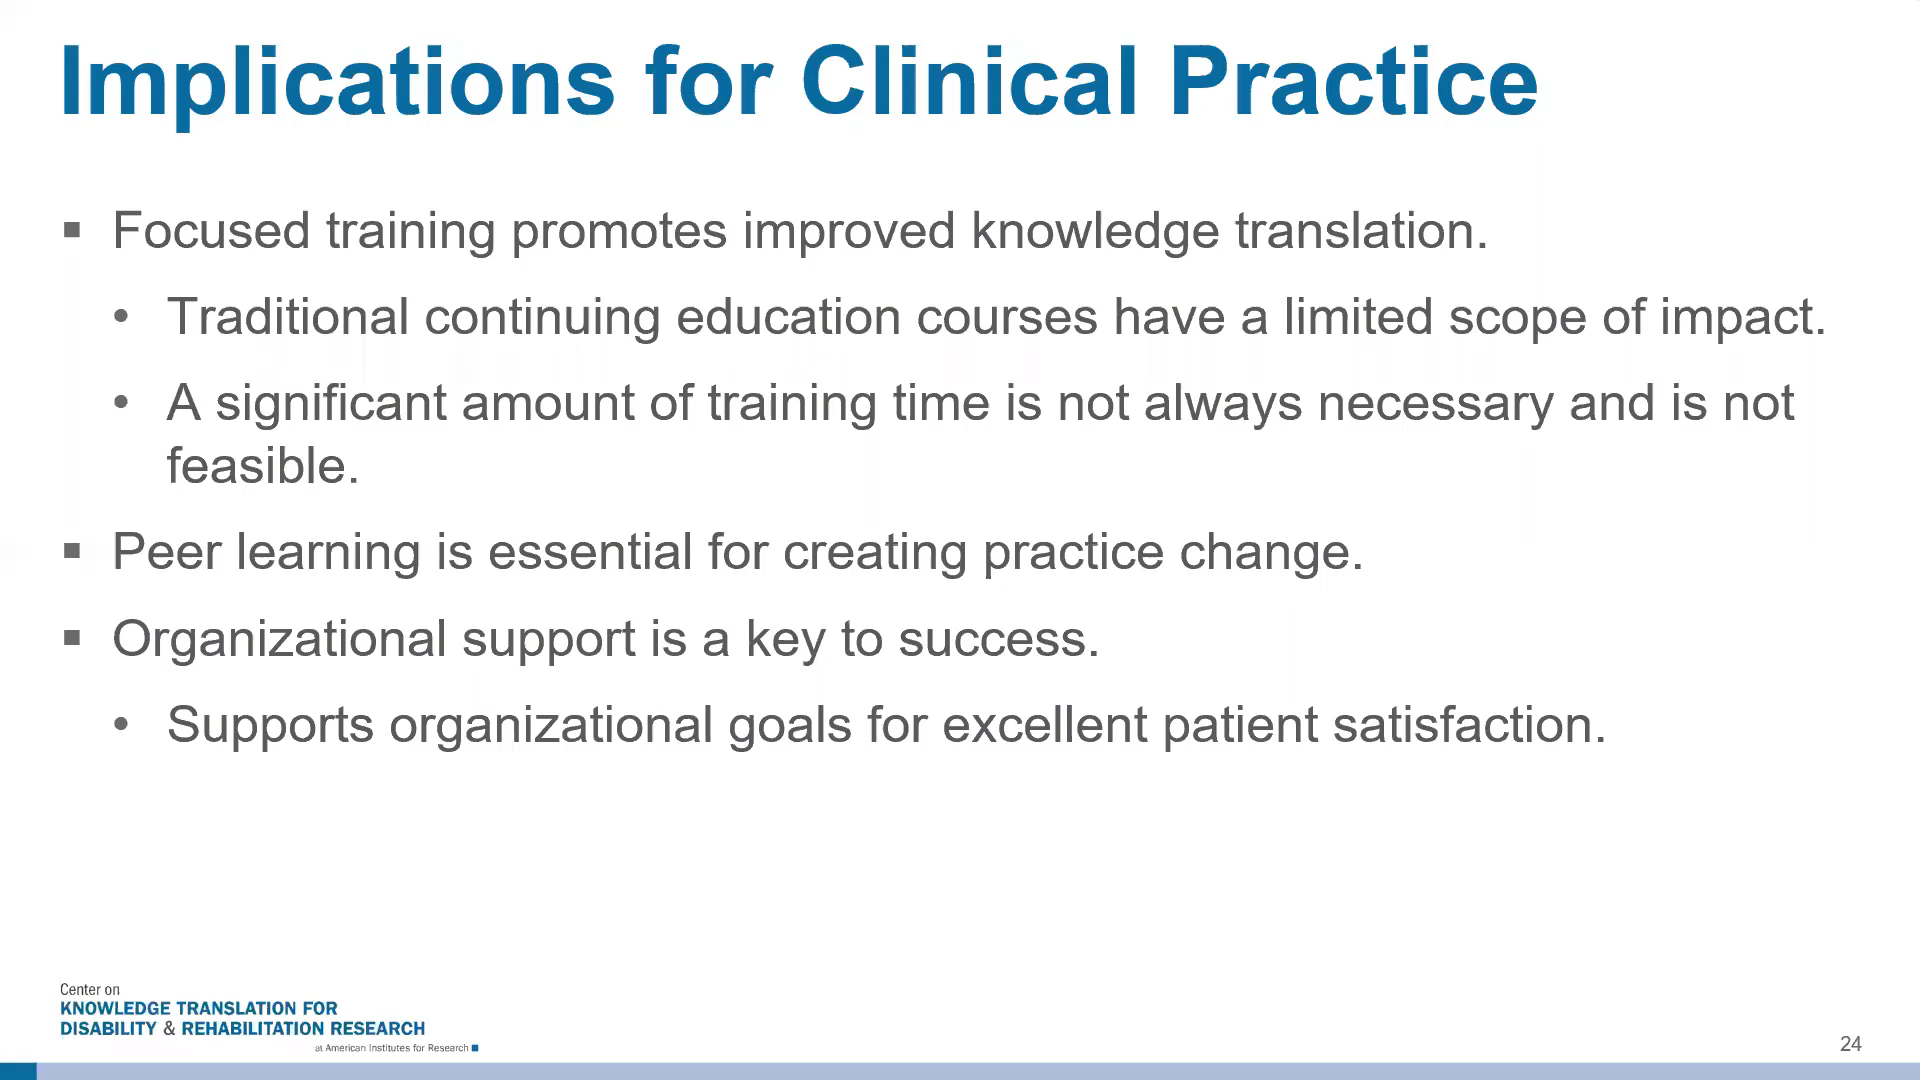 Implications for Clinical Practice
▪ Focused training promotes improved knowledge translation.
• Traditional continuing education courses have a limited scope of impact.
• A significant amount of training time is not always necessary and is not
feasible.
▪ Peer learning is essential for creating practice change.
▪ Organizational support is a key to success.
• Supports organizational goals for excellent patient satisfaction.
Center on
KNOWLEDGE TRANSLATION FOR
DISABILITY & REHABILITATION RESEARCH
at American Institutes for Research
24